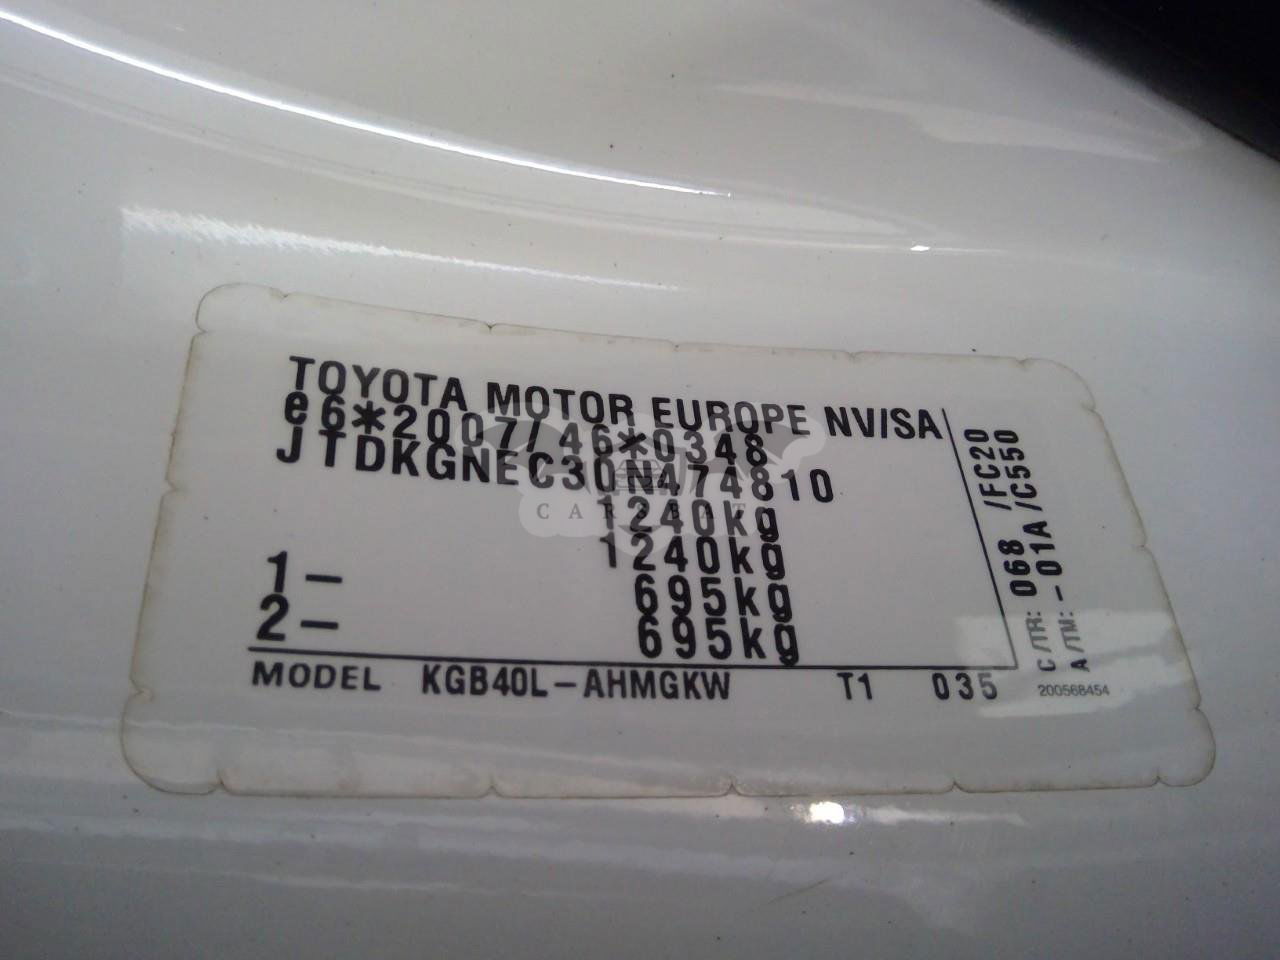 TOYOTA MOTOR EUROPE NV/SA
e6*2007/46*0348
JTDKGNEC30N474810
1240kg
1240kg
1- 695kg
2- 695kg
MODEL KGB40L-AHMGKW T1 035
C/TR: 068 /FC20
A/TM: -01A/C550
200568454
CARSBAT